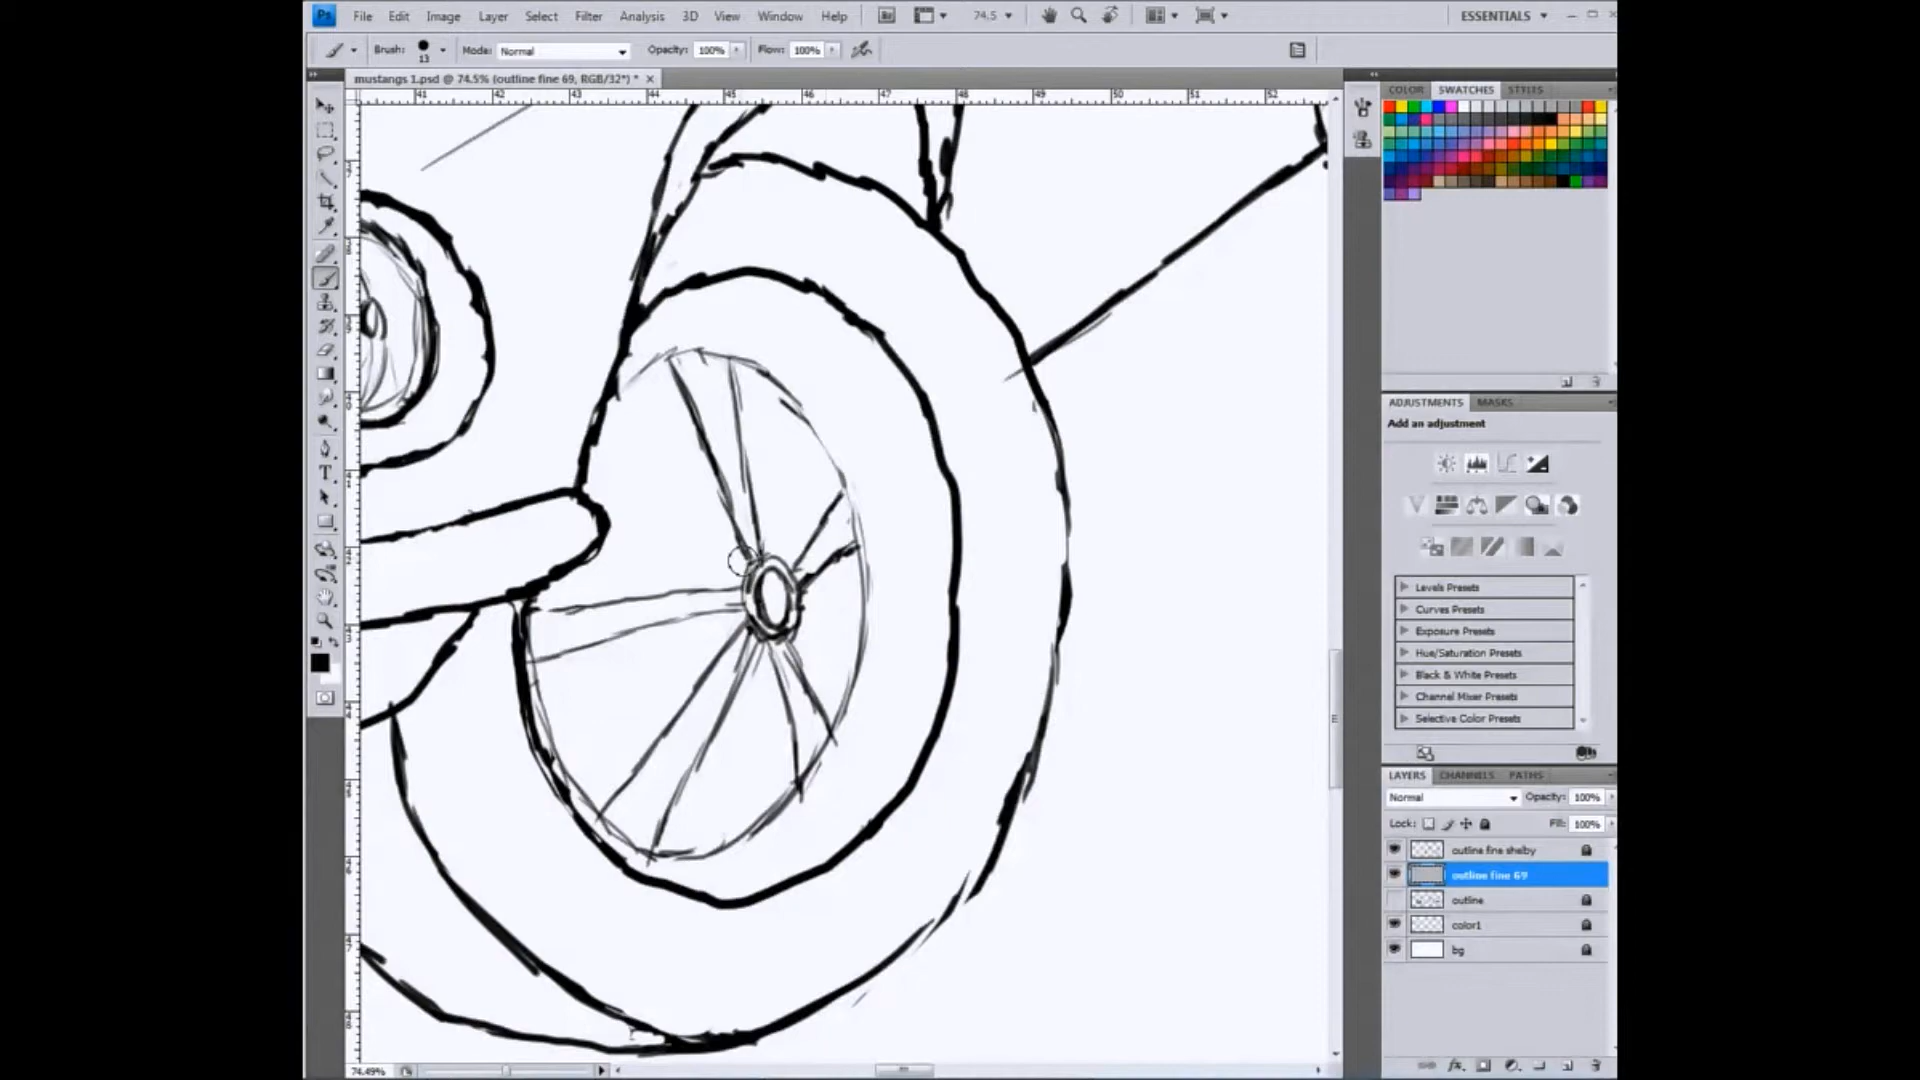 Ps File Edit Image Layer Select Filter Analysis 3D View Window Help Br 74.5 ESSENTIALS
Brush: 13 Mode: Normal Opacity: 100% Flow: 100%
mustangs 1.psd @ 74.5% (outline fine 69, RGB/32*) * ×
41 42 43 44 45 46 47 48 49 50 51 52
COLOR SWATCHES STYLES
ADJUSTMENTS MASKS
Add an adjustment
Levels Presets
Curves Presets
Exposure Presets
Hue/Saturation Presets
Black & White Presets
Channel Mixer Presets
Selective Color Presets
LAYERS CHANNELS PATHS
Normal Opacity: 100%
Lock: Fill: 100%
outline fine shelby
outline fine 69
outline
color1
bg
74.49%